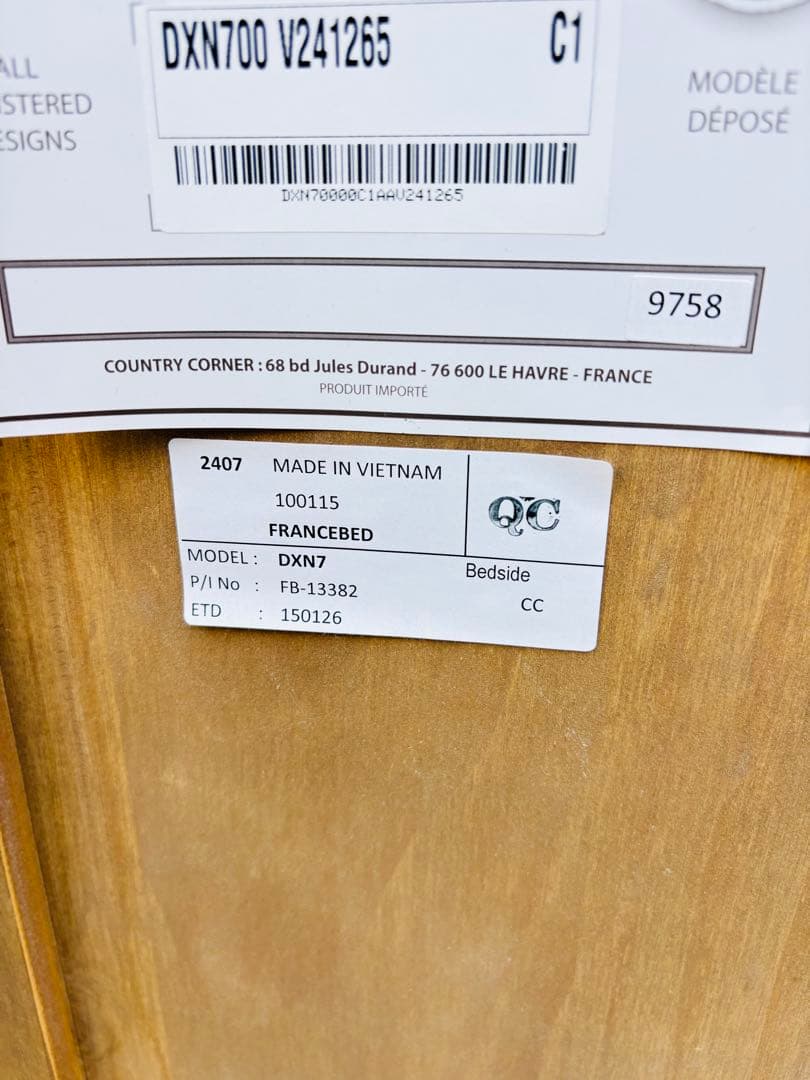 DXN700 V241265 C1
ALL
ISTERED
ESIGNS
MODÈLE
DÉPOSÉ
DXN70000C1AAV241265
9758
COUNTRY CORNER : 68 bd Jules Durand - 76 600 LE HAVRE - FRANCE
PRODUIT IMPORTÉ
2407 MADE IN VIETNAM
100115
FRANCEBED
QC
MODEL : DXN7
Bedside
P/I No : FB-13382
CC
ETD : 150126